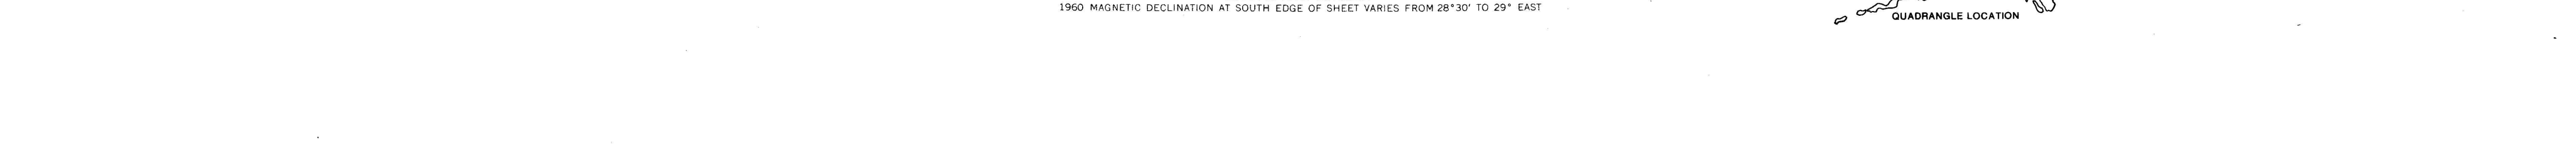 1960 MAGNETIC DECLINATION AT SOUTH EDGE OF SHEET VARIES FROM 28°30' TO 29° EAST
QUADRANGLE LOCATION